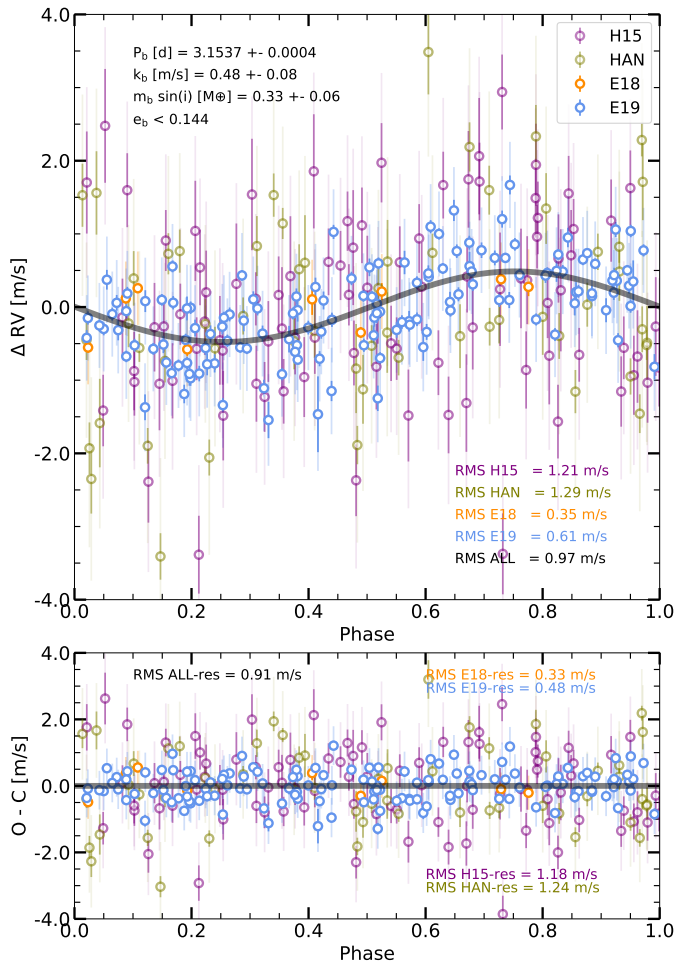 4.0
2.0
0.0
-2.0
-4.0
Δ RV [m/s]
P_b [d] = 3.1537 +- 0.0004
k_b [m/s] = 0.48 +- 0.08
m_b sin(i) [M⊕] = 0.33 +- 0.06
e_b < 0.144
H15
HAN
E18
E19
RMS H15 = 1.21 m/s
RMS HAN = 1.29 m/s
RMS E18 = 0.35 m/s
RMS E19 = 0.61 m/s
RMS ALL = 0.97 m/s
0.0 0.2 0.4 0.6 0.8 1.0
Phase
4.0
2.0
0.0
-2.0
-4.0
O - C [m/s]
RMS ALL-res = 0.91 m/s
RMS E18-res = 0.33 m/s
RMS E19-res = 0.48 m/s
RMS H15-res = 1.18 m/s
RMS HAN-res = 1.24 m/s
0.0 0.2 0.4 0.6 0.8 1.0
Phase